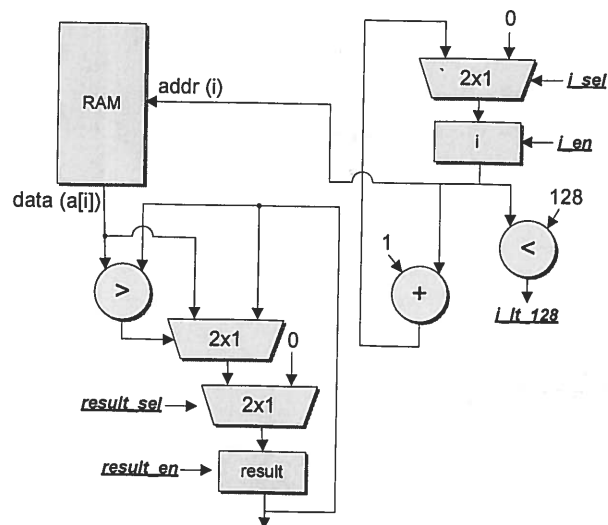 0
2x1
i_sel
RAM
addr (i)
i
i_en
data (a[i])
128
<
1
>
+
i_lt_128
2x1
0
result_sel
2x1
result_en
result